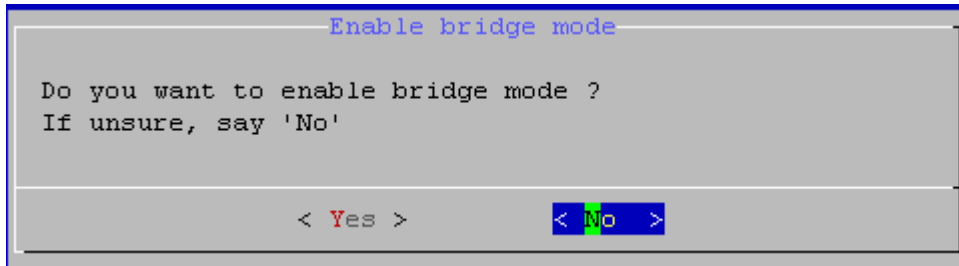 Enable bridge mode
Do you want to enable bridge mode ?
If unsure, say 'No'
< Yes > < No >